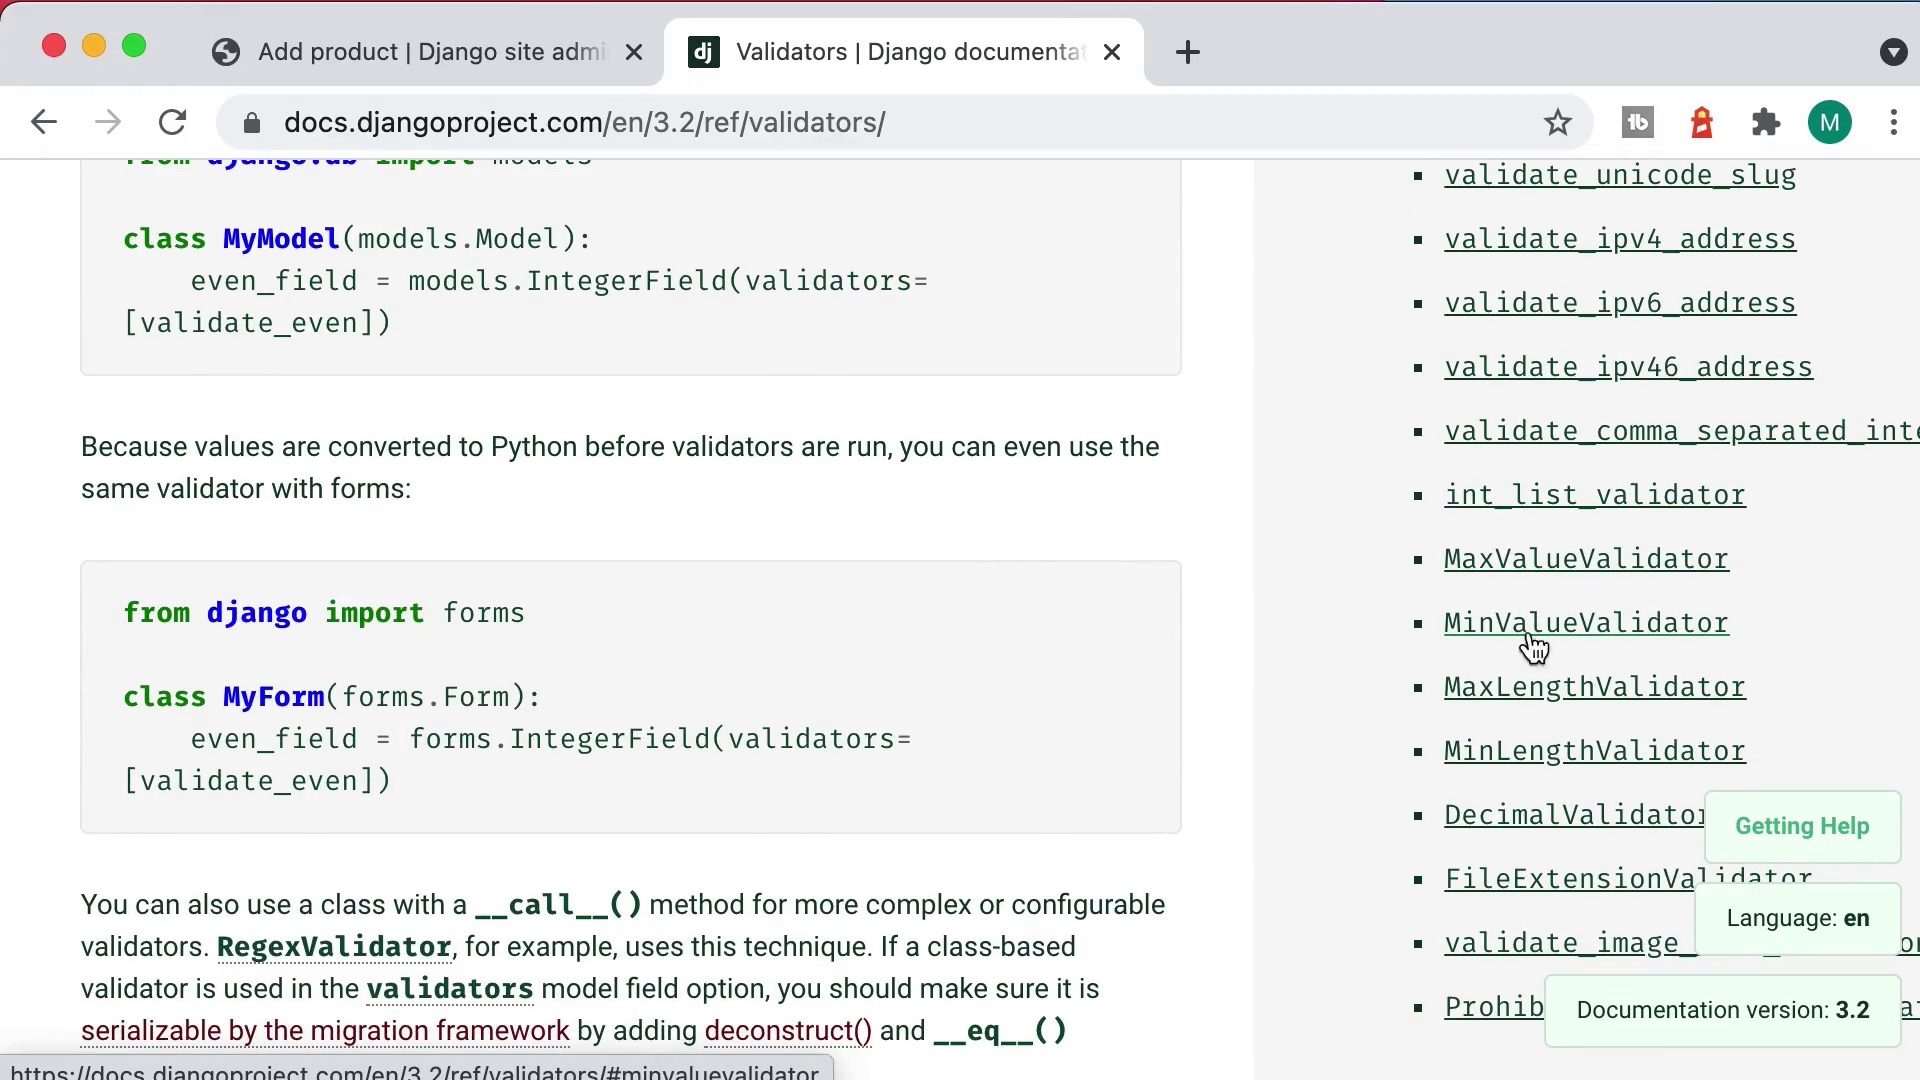 Add product | Django site admi
Validators | Django documentat
docs.djangoproject.com/en/3.2/ref/validators/
M
from django.db import models
class MyModel(models.Model):
even_field = models.IntegerField(validators=
[validate_even])
Because values are converted to Python before validators are run, you can even use the
same validator with forms:
from django import forms
class MyForm(forms.Form):
even_field = forms.IntegerField(validators=
[validate_even])
You can also use a class with a __call__() method for more complex or configurable
validators. RegexValidator, for example, uses this technique. If a class-based
validator is used in the validators model field option, you should make sure it is
serializable by the migration framework by adding deconstruct() and __eq__()
https://docs.djangoproject.com/en/3.2/ref/validators/#minvaluevalidator
validate_unicode_slug
validate_ipv4_address
validate_ipv6_address
validate_ipv46_address
validate_comma_separated_inte
int_list_validator
MaxValueValidator
MinValueValidator
MaxLengthValidator
MinLengthValidator
DecimalValidator
FileExtensionValidator
validate_image_
Prohib
Getting Help
Language: en
Documentation version: 3.2